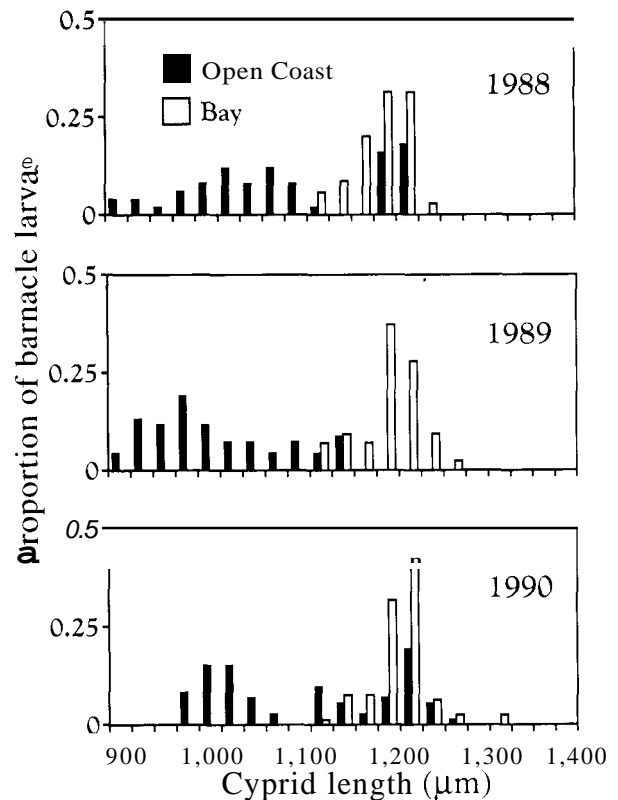 0.5
Open Coast
Bay
1988
0.25
0
0.5
1989
0.25
0
0.5
1990
0.25
0
900 1,000 1,100 1,200 1,300 1,400
Cyprid length (μm)
Proportion of barnacle larvae